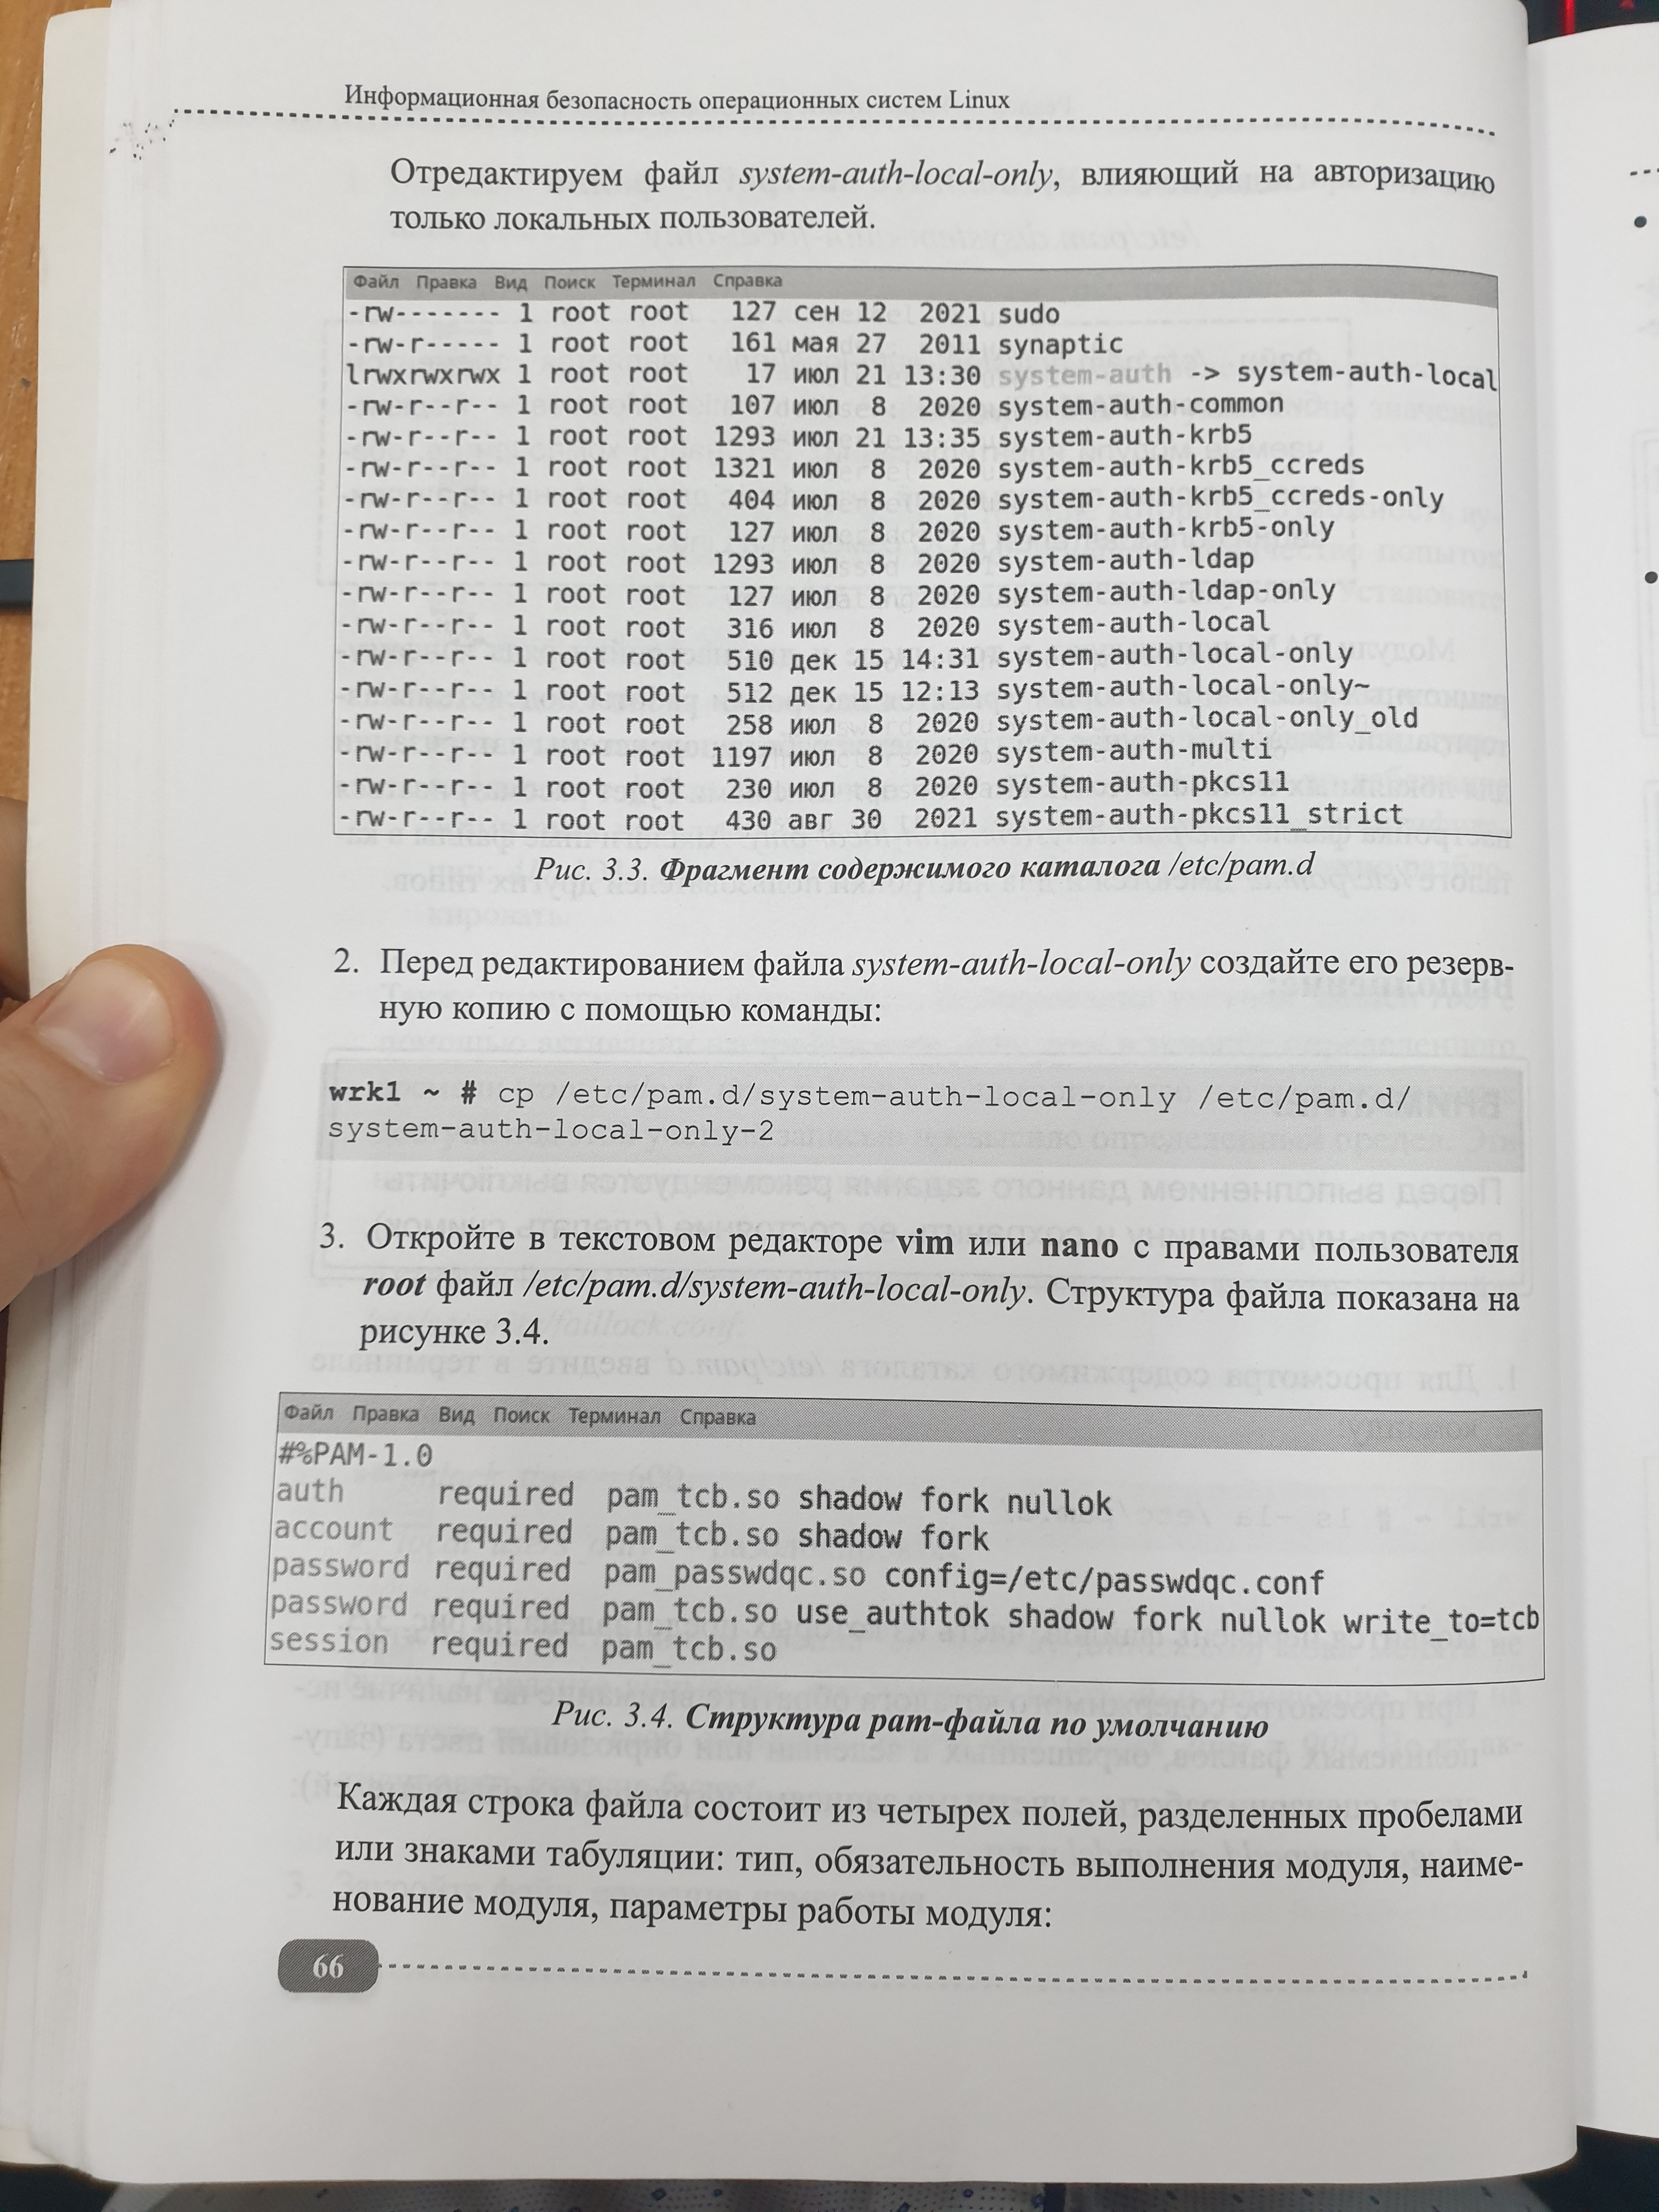 Информационная безопасность операционных систем Linux
Отредактируем файл system-auth-local-only, влияющий на авторизацию
только локальных пользователей.
Файл Правка Вид Поиск Терминал Справка
-rw------- 1 root root 127 сен 12 2021 sudo
-rw-r----- 1 root root 161 мая 27 2011 synaptic
lrwxrwxrwx 1 root root 17 июл 21 13:30 system-auth -> system-auth-local
-rw-r--r-- 1 root root 107 июл 8 2020 system-auth-common
-rw-r--r-- 1 root root 1293 июл 21 13:35 system-auth-krb5
-rw-r--r-- 1 root root 1321 июл 8 2020 system-auth-krb5_ccreds
-rw-r--r-- 1 root root 404 июл 8 2020 system-auth-krb5_ccreds-only
-rw-r--r-- 1 root root 127 июл 8 2020 system-auth-krb5-only
-rw-r--r-- 1 root root 1293 июл 8 2020 system-auth-ldap
-rw-r--r-- 1 root root 127 июл 8 2020 system-auth-ldap-only
-rw-r--r-- 1 root root 316 июл 8 2020 system-auth-local
-rw-r--r-- 1 root root 510 дек 15 14:31 system-auth-local-only
-rw-r--r-- 1 root root 512 дек 15 12:13 system-auth-local-only~
-rw-r--r-- 1 root root 258 июл 8 2020 system-auth-local-only_old
-rw-r--r-- 1 root root 1197 июл 8 2020 system-auth-multi
-rw-r--r-- 1 root root 230 июл 8 2020 system-auth-pkcs11
-rw-r--r-- 1 root root 430 авг 30 2021 system-auth-pkcs11_strict
Рис. 3.3. Фрагмент содержимого каталога /etc/pam.d
2. Перед редактированием файла system-auth-local-only создайте его резерв-
ную копию с помощью команды:
wrk1 ~ # cp /etc/pam.d/system-auth-local-only /etc/pam.d/
system-auth-local-only-2
3. Откройте в текстовом редакторе vim или nano с правами пользователя
root файл /etc/pam.d/system-auth-local-only. Структура файла показана на
рисунке 3.4.
Файл Правка Вид Поиск Терминал Справка
#%PAM-1.0
auth required pam_tcb.so shadow fork nullok
account required pam_tcb.so shadow fork
password required pam_passwdqc.so config=/etc/passwdqc.conf
password required pam_tcb.so use_authtok shadow fork nullok write_to=tcb
session required pam_tcb.so
Рис. 3.4. Структура pam-файла по умолчанию
Каждая строка файла состоит из четырех полей, разделенных пробелами
или знаками табуляции: тип, обязательность выполнения модуля, наиме-
нование модуля, параметры работы модуля:
66